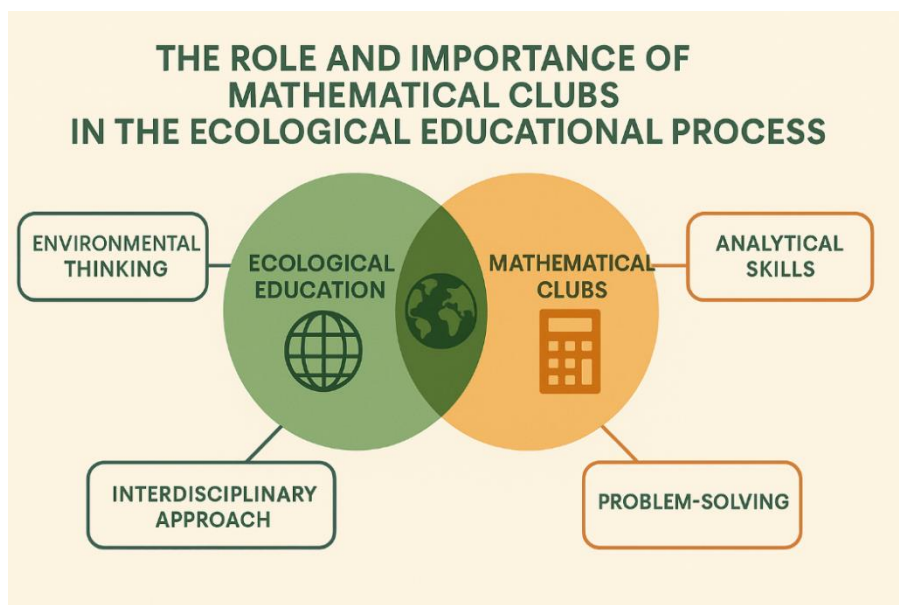 THE ROLE AND IMPORTANCE OF
MATHEMATICAL CLUBS
IN THE ECOLOGICAL EDUCATIONAL PROCESS
ENVIRONMENTAL
THINKING
ECOLOGICAL
EDUCATION
MATHEMATICAL
CLUBS
ANALYTICAL
SKILLS
INTERDISCIPLINARY
APPROACH
PROBLEM-SOLVING